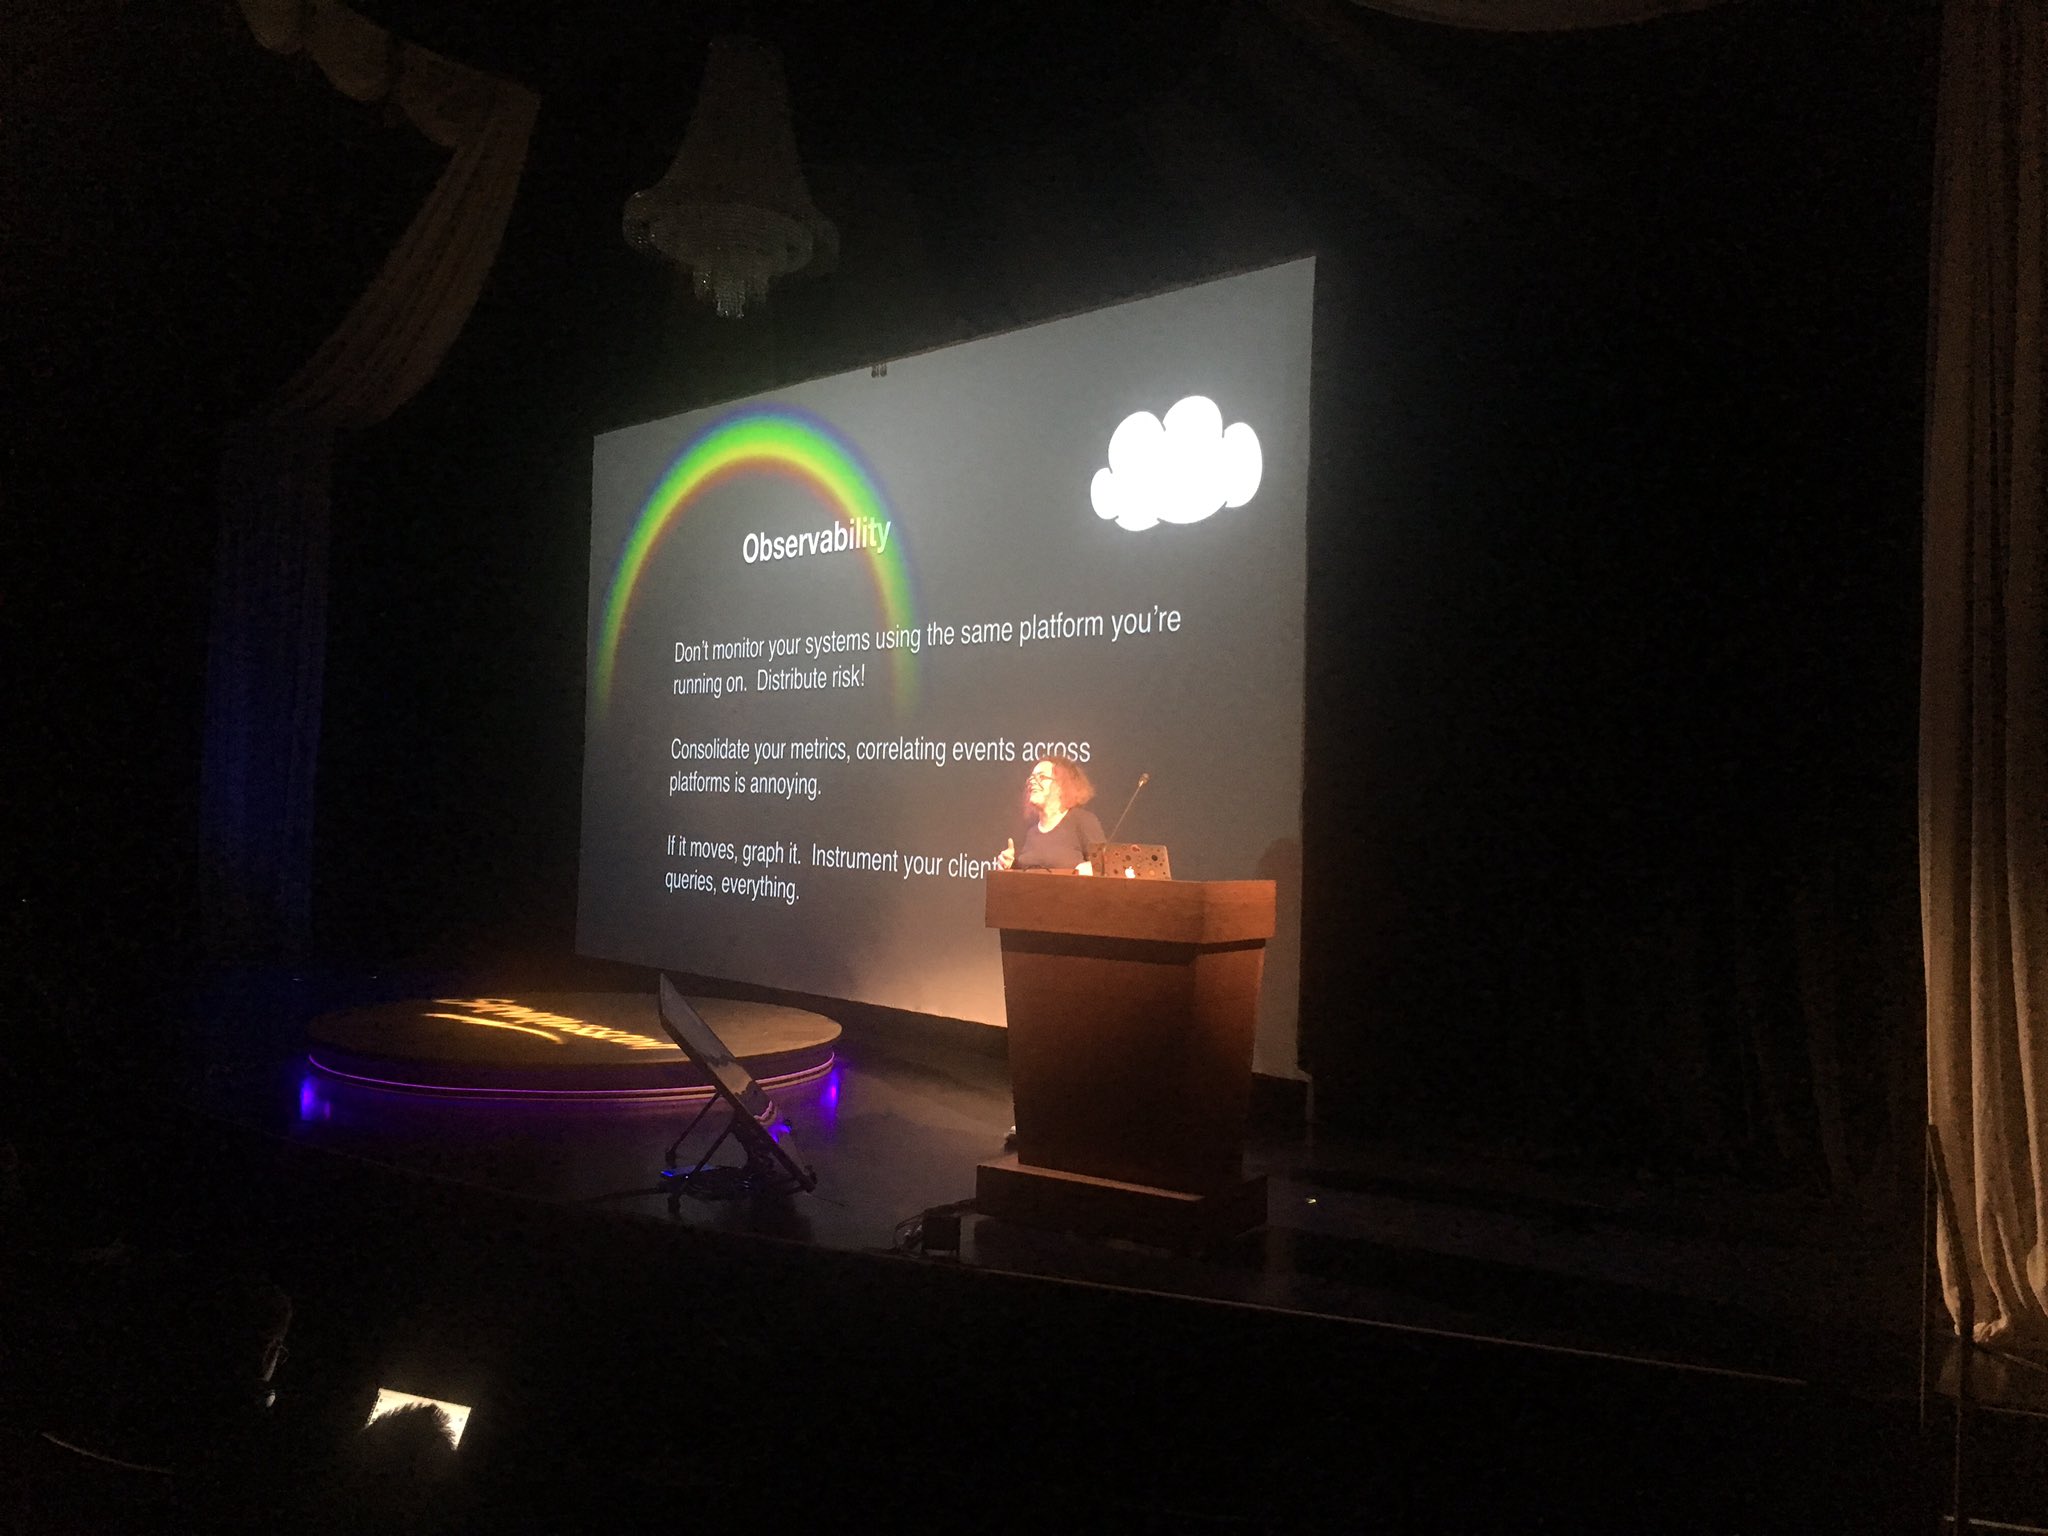 Observability
Don't monitor your systems using the same platform you're
running on.  Distribute risk!
Consolidate your metrics, correlating events across
platforms is annoying.
If it moves, graph it.  Instrument your client
queries, everything.